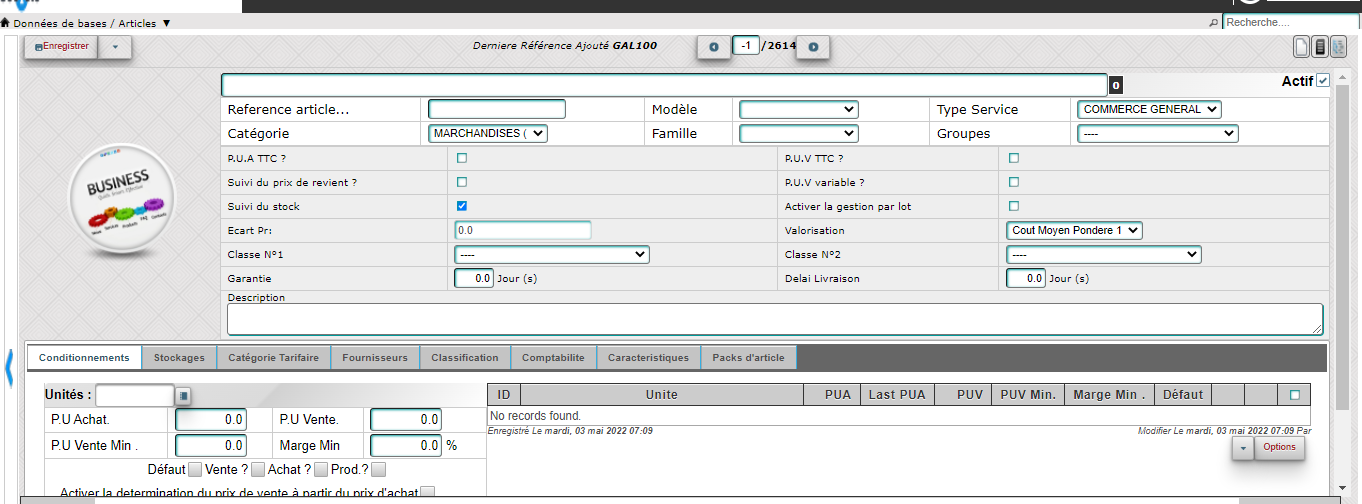 Données de bases / Articles ▼
Recherche....
Enregistrer
Derniere Référence Ajouté GAL100
-1 /2614
0
Actif
Reference article...
Modèle
Type Service
COMMERCE GENERAL
Catégorie
MARCHANDISES (
Famille
Groupes
----
P.U.A TTC ?
P.U.V TTC ?
Suivi du prix de revient ?
P.U.V variable ?
Suivi du stock
Activer la gestion par lot
Ecart Pr:
0.0
Valorisation
Cout Moyen Pondere 1
Classe N°1
----
Classe N°2
----
Garantie
0.0 Jour (s)
Delai Livraison
0.0 Jour (s)
Description
BUSINESS
Conditionnements Stockages Catégorie Tarifaire Fournisseurs Classification Comptabilite Caracteristiques Packs d'article
Unités :
P.U Achat. 0.0 P.U Vente. 0.0
P.U Vente Min . 0.0 Marge Min 0.0 %
Défaut Vente ? Achat ? Prod.?
Activer la determination du prix de vente à partir du prix d'achat
ID Unite PUA Last PUA PUV PUV Min. Marge Min . Défaut
No records found.
Enregistré Le mardi, 03 mai 2022 07:09
Modifier Le mardi, 03 mai 2022 07:09 Par
Options